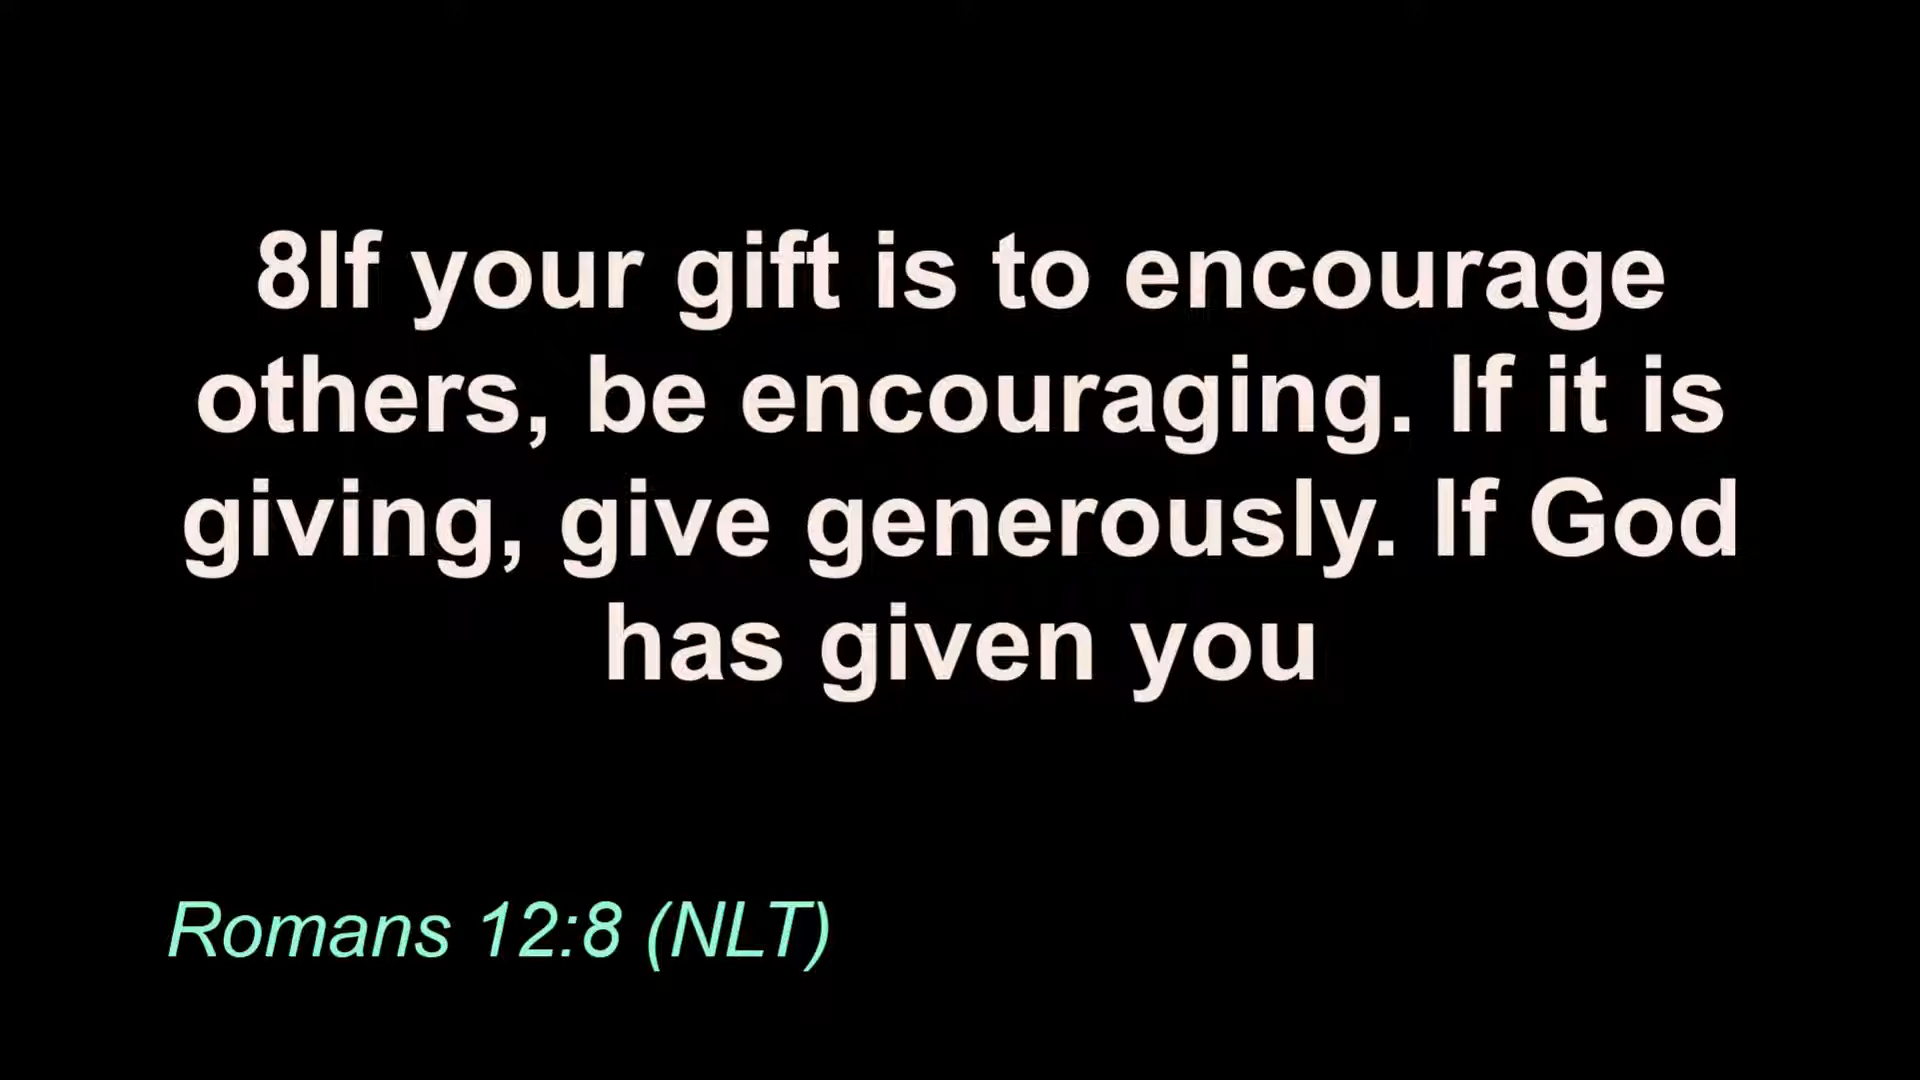 8If your gift is to encourage
others, be encouraging. If it is
giving, give generously. If God
has given you
Romans 12:8 (NLT)